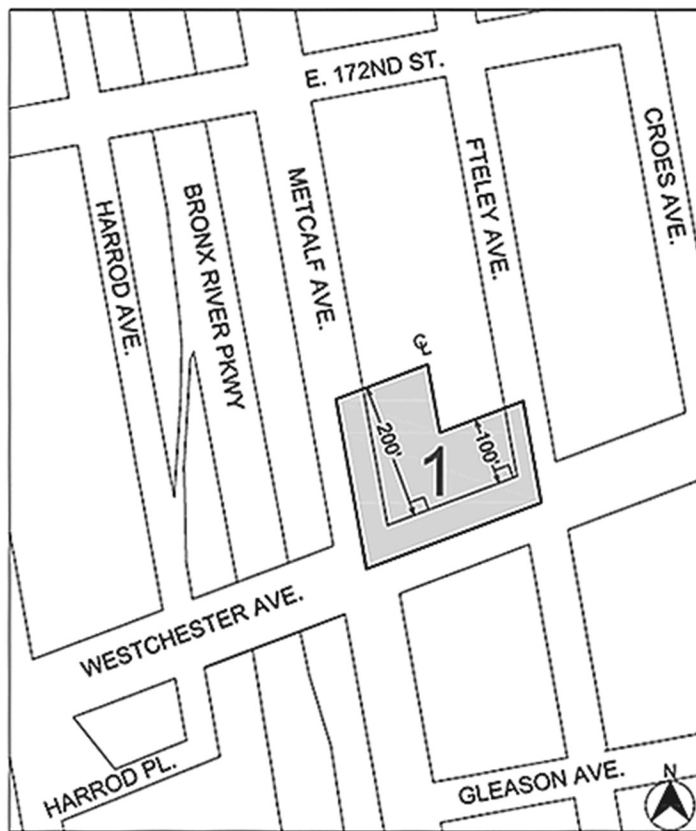 E. 172ND ST.
CROES AVE.
FTELEY AVE.
METCALF AVE.
BRONX RIVER PKWY
HARROD AVE.
200'
1
100'
WESTCHESTER AVE.
HARROD PL.
GLEASON AVE.
N